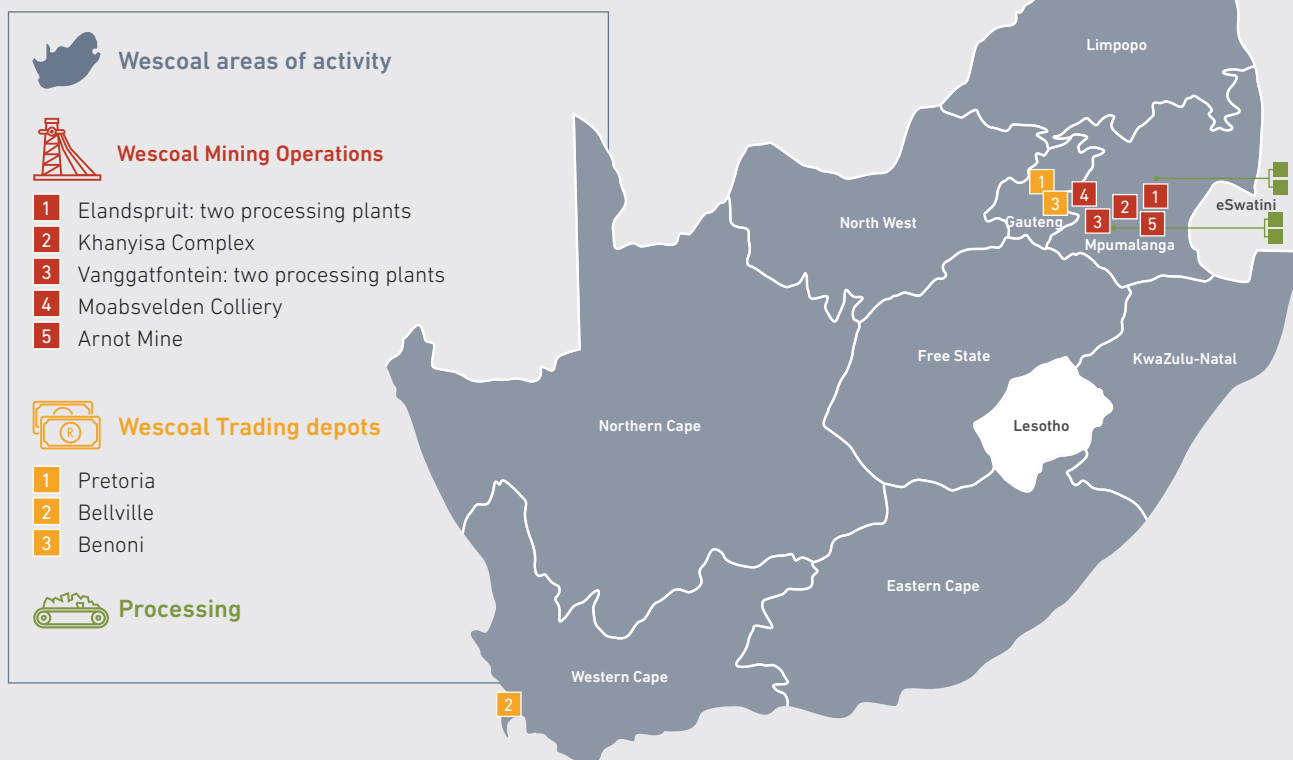 Wescoal areas of activity
Wescoal Mining Operations
1 Elandspruit: two processing plants
2 Khanyisa Complex
3 Vanggatfontein: two processing plants
4 Moabsvelden Colliery
5 Arnot Mine
R
Wescoal Trading depots
1 Pretoria
2 Bellville
3 Benoni
Processing
Limpopo
1
4
1
3
2
eSwatini
North West
Gauteng
3
5
Mpumalanga
Free State
KwaZulu-Natal
Northern Cape
Lesotho
Eastern Cape
Western Cape
2